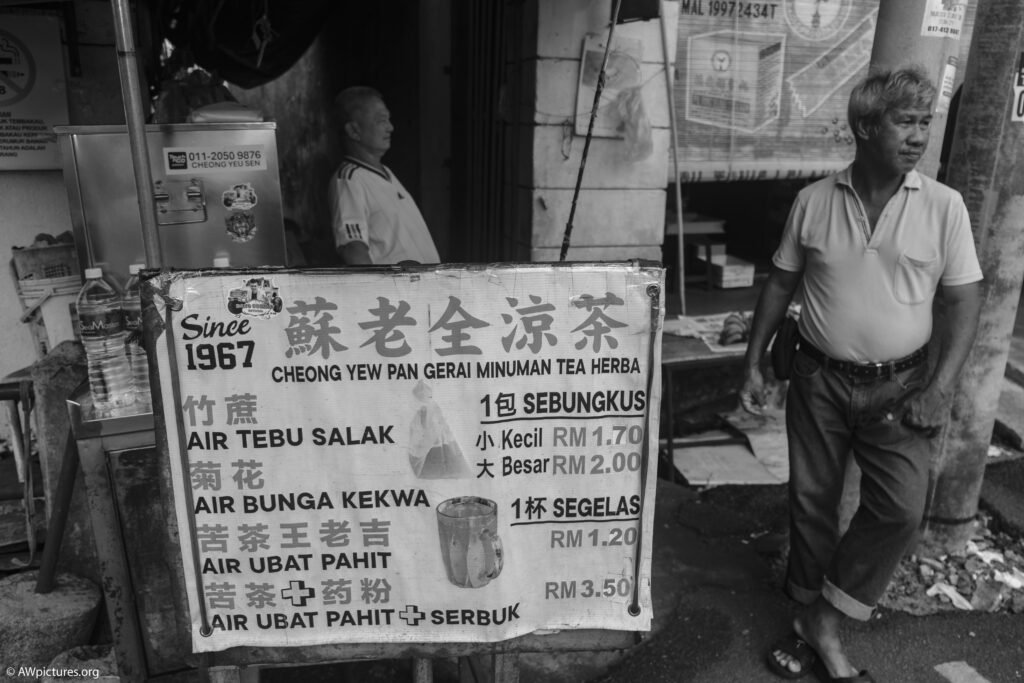 MAL 19972434T
011-2050 9876
CHEONG YEU SEN
Since
1967
蘇老全涼茶
CHEONG YEW PAN GERAI MINUMAN TEA HERBA
竹蔗
AIR TEBU SALAK
菊花
AIR BUNGA KEKWA
苦茶王老吉
AIR UBAT PAHIT
苦茶+药粉
AIR UBAT PAHIT + SERBUK
1包 SEBUNGKUS
小 Kecil RM 1.70
大 Besar RM 2.00
1杯 SEGELAS
RM 1.20
RM 3.50
© AWpictures.org